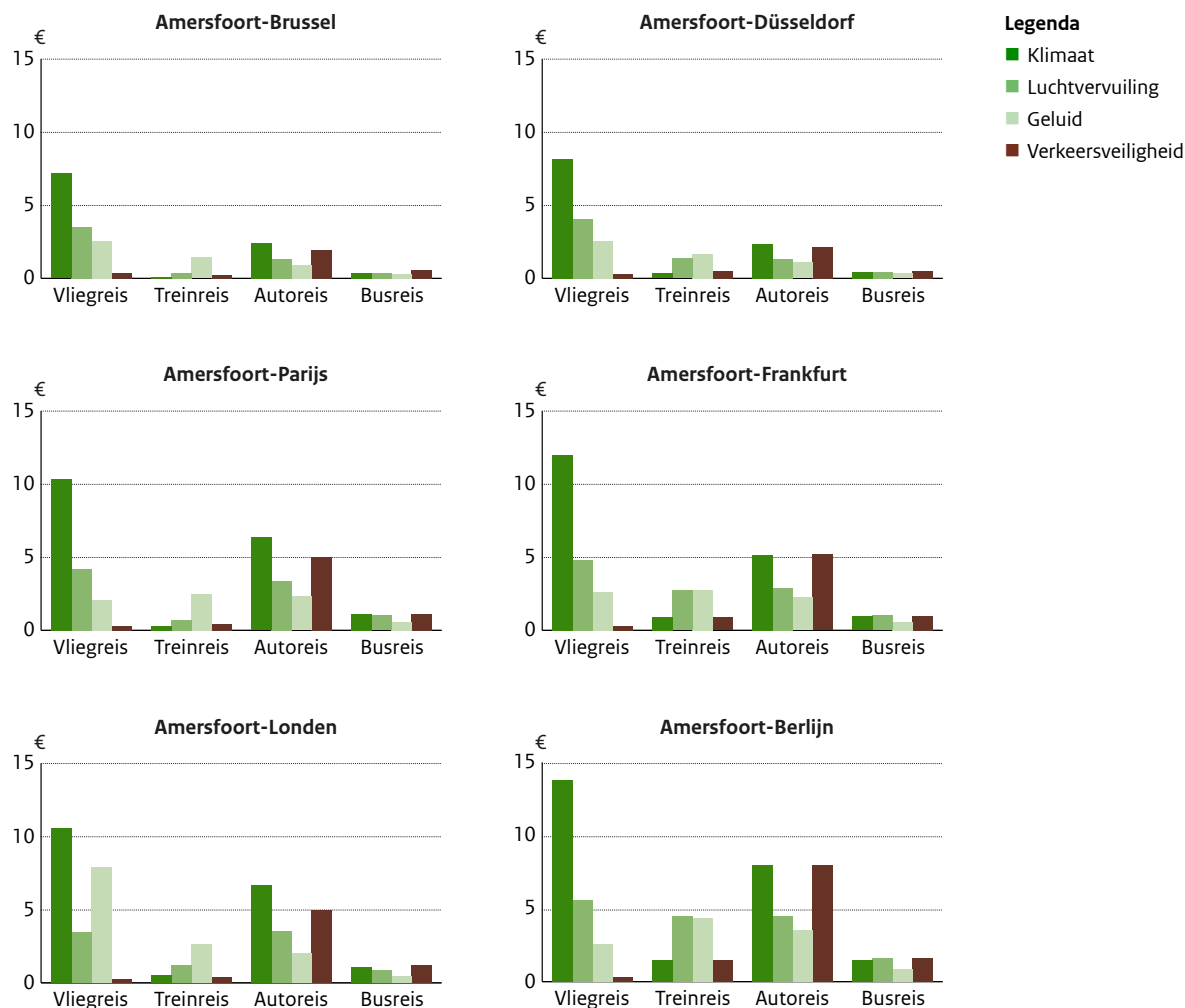 Amersfoort-Brussel
€
15
10
5
0
Vliegreis Treinreis Autoreis Busreis
Amersfoort-Düsseldorf
€
15
10
5
0
Vliegreis Treinreis Autoreis Busreis
Legenda
Klimaat
Luchtvervuiling
Geluid
Verkeersveiligheid
Amersfoort-Parijs
€
15
10
5
0
Vliegreis Treinreis Autoreis Busreis
Amersfoort-Frankfurt
€
15
10
5
0
Vliegreis Treinreis Autoreis Busreis
Amersfoort-Londen
€
15
10
5
0
Vliegreis Treinreis Autoreis Busreis
Amersfoort-Berlijn
€
15
10
5
0
Vliegreis Treinreis Autoreis Busreis